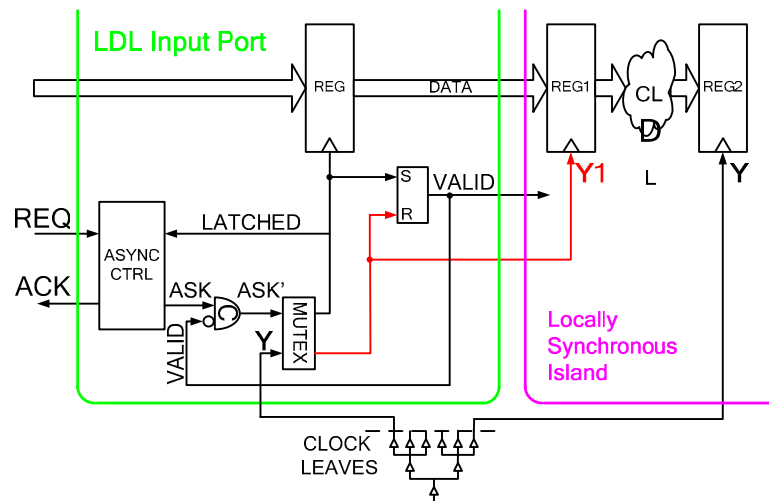 LDL Input Port
REG
DATA
REG1
CL
D
L
REG2
S
R
VALID
Y1
Y
REQ
LATCHED
ASYNC
CTRL
ACK
ASK
C
ASK'
MUTEX
VALID
Y
Locally
Synchronous
Island
CLOCK
LEAVES